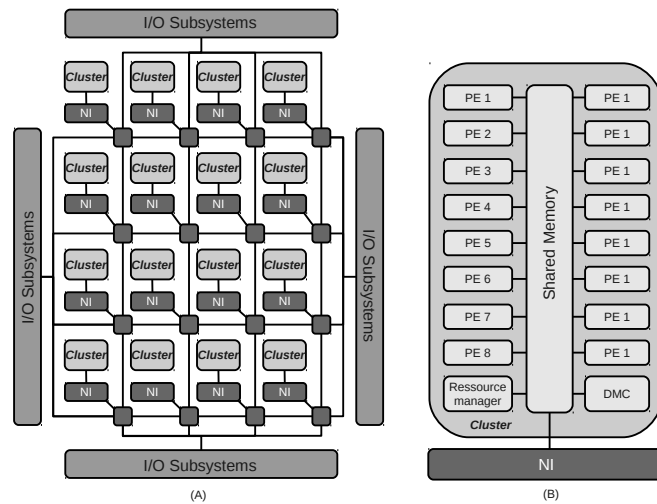 I/O Subsystems
Cluster Cluster Cluster Cluster
NI NI NI NI
Cluster Cluster Cluster Cluster
NI NI NI NI
Cluster Cluster Cluster Cluster
NI NI NI NI
Cluster Cluster Cluster Cluster
NI NI NI NI
I/O Subsystems
I/O Subsystems
I/O Subsystems
(A)
PE 1 PE 1
PE 2 PE 1
PE 3 PE 1
PE 4 PE 1
PE 5 PE 1
PE 6 PE 1
PE 7 PE 1
PE 8 PE 1
Shared Memory
Ressource
manager
DMC
Cluster
NI
(B)